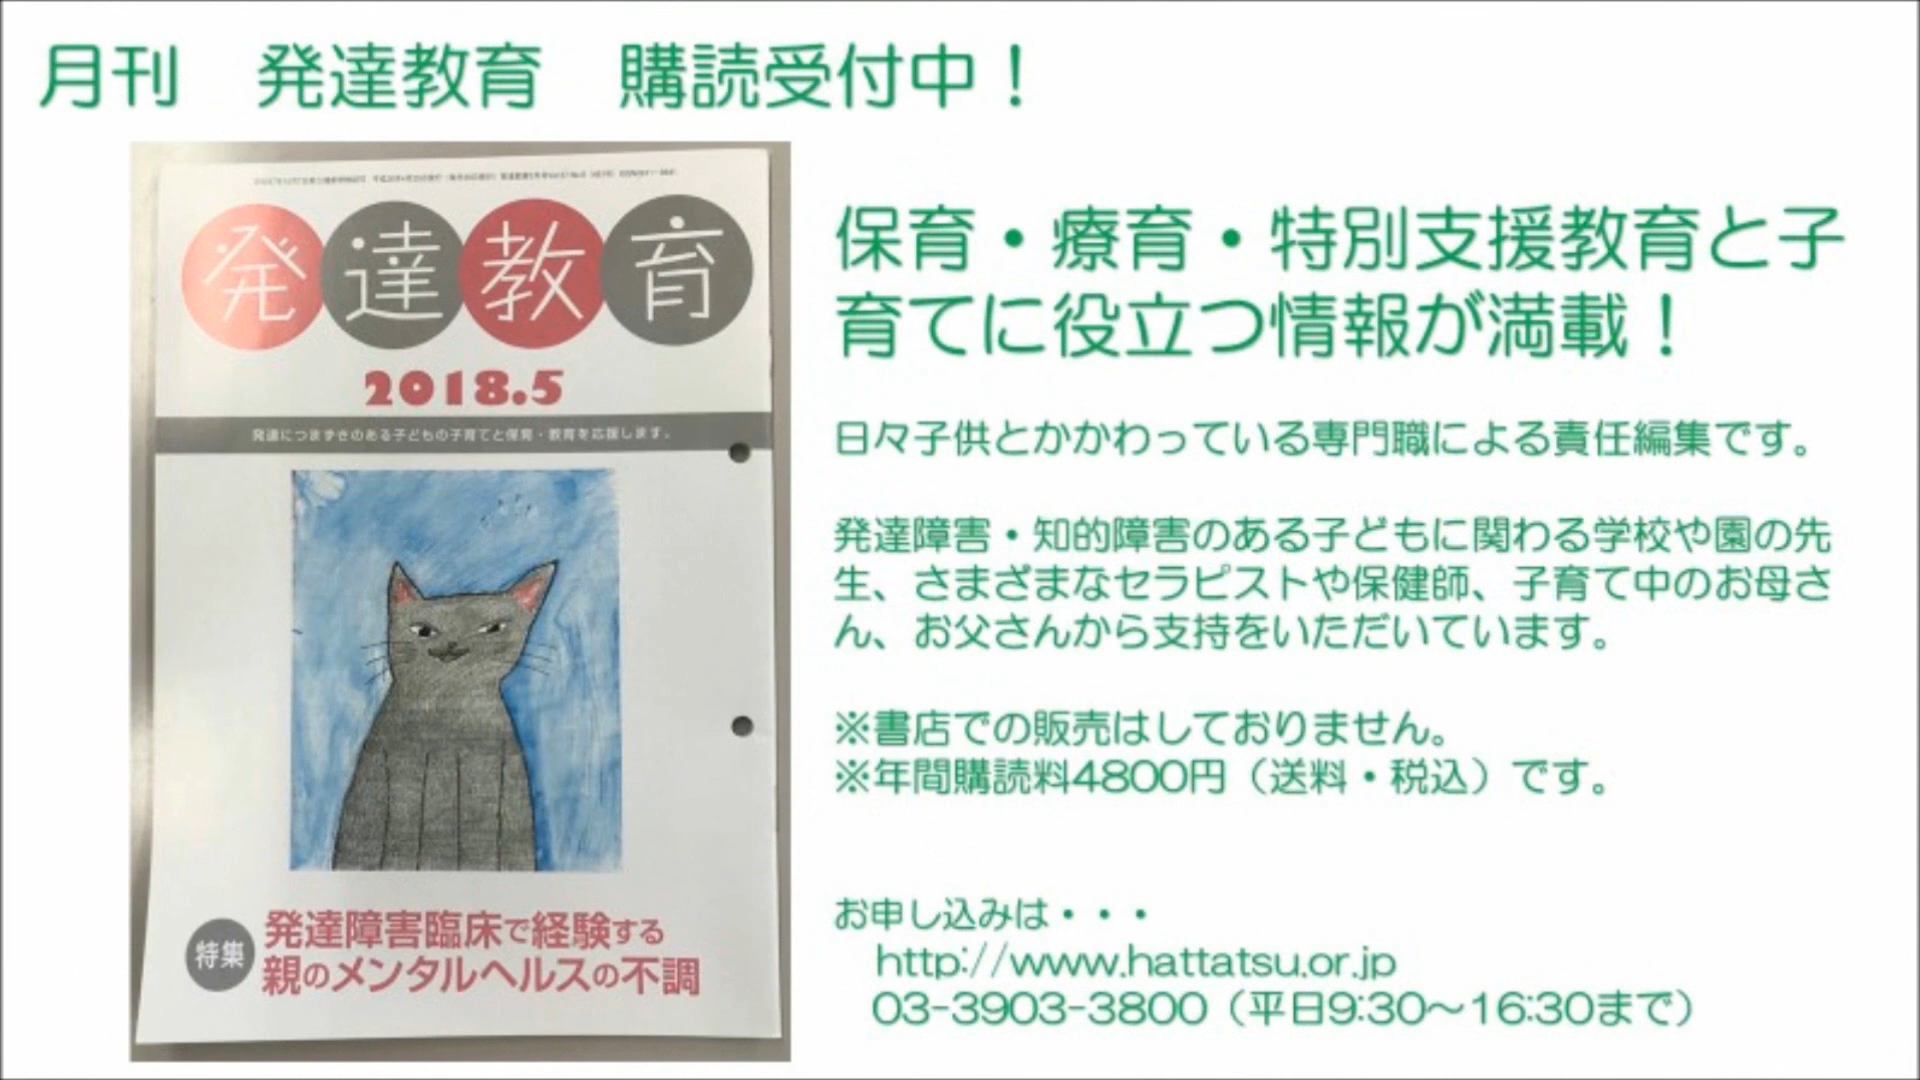 月刊　発達教育　購読受付中！
発達教育
2018.5
発達につまずきのある子どもの子育てと保育・教育を応援します。
特集
発達障害臨床で経験する
親のメンタルヘルスの不調
保育・療育・特別支援教育と子
育てに役立つ情報が満載！
日々子供とかかわっている専門職による責任編集です。
発達障害・知的障害のある子どもに関わる学校や園の先
生、さまざまなセラピストや保健師、子育て中のお母さ
ん、お父さんから支持をいただいています。
※書店での販売はしておりません。
※年間購読料4800円（送料・税込）です。
お申し込みは・・・
http://www.hattatsu.or.jp
03-3903-3800（平日9:30～16:30まで）